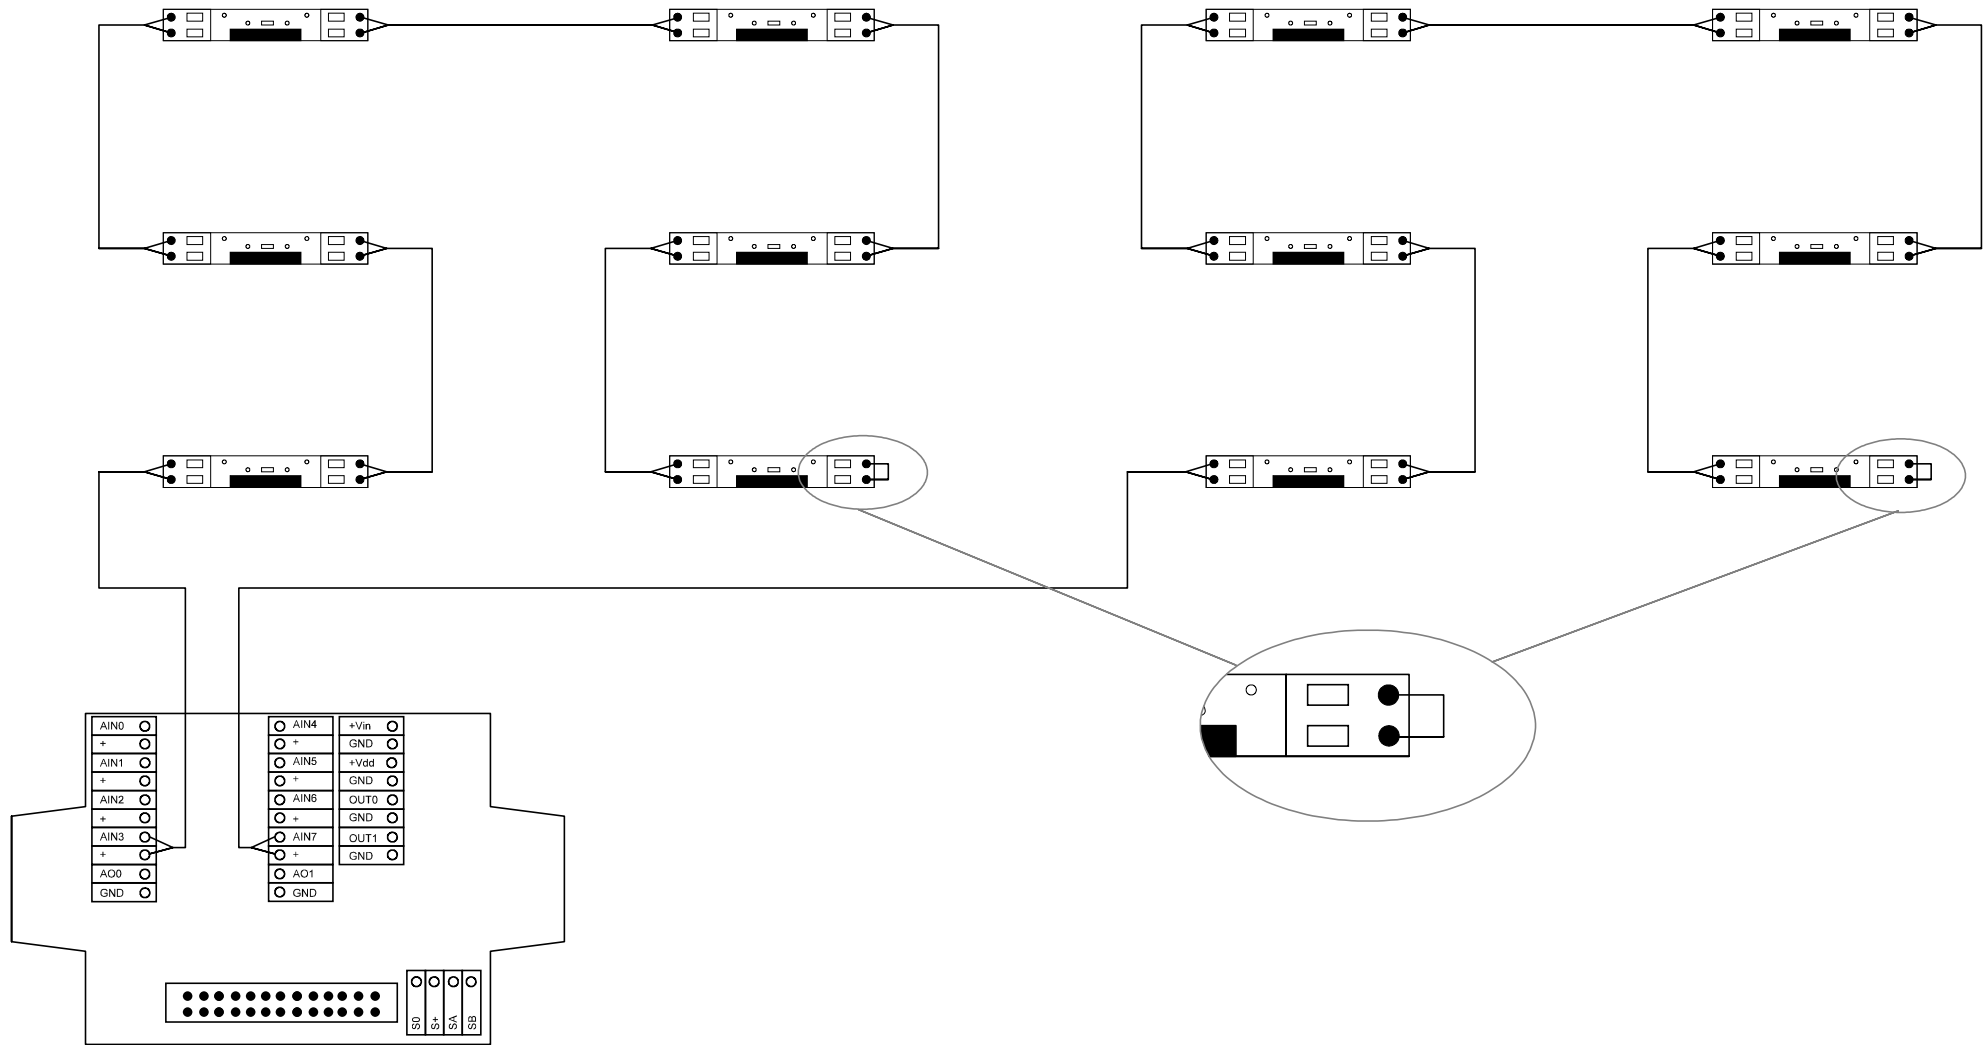 AIN0
+
AIN1
+
AIN2
+
AIN3
+
AO0
GND
AIN4
+
AIN5
+
AIN6
+
AIN7
+
AO1
GND
+Vin
GND
+Vdd
GND
OUT0
GND
OUT1
GND
S0
S+
SA
SB